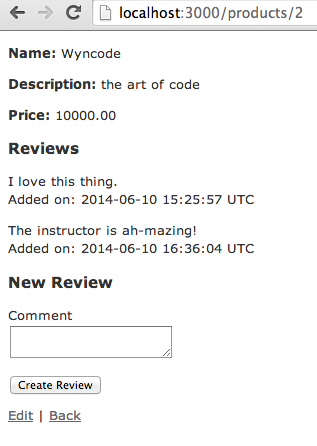 localhost:3000/products/2
Name: Wyncode
Description: the art of code
Price: 10000.00
Reviews
I love this thing.
Added on: 2014-06-10 15:25:57 UTC
The instructor is ah-mazing!
Added on: 2014-06-10 16:36:04 UTC
New Review
Comment
Create Review
Edit | Back